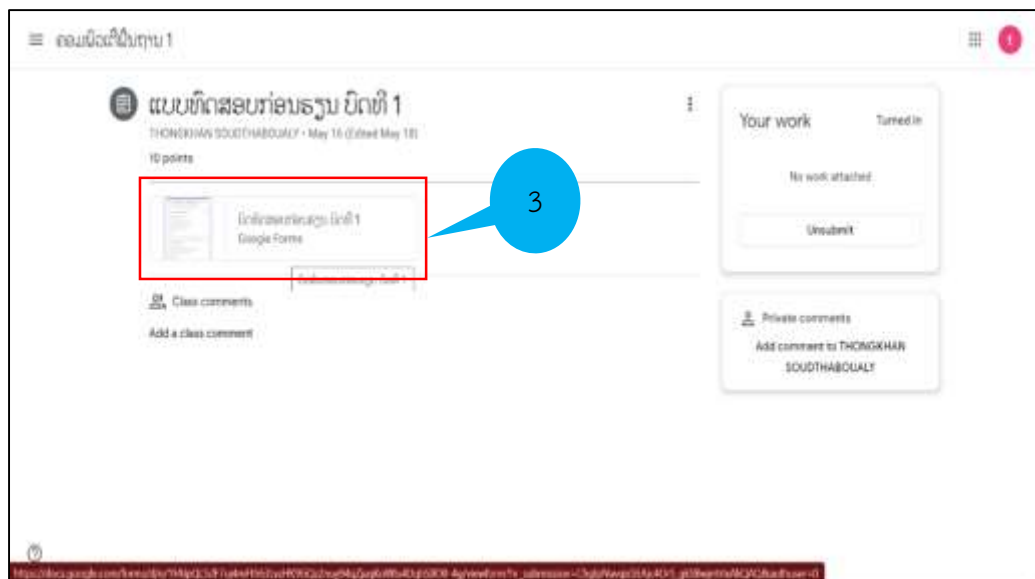 ຄອມພິວເຕີພື້ນຖານ 1
ແບບທົດສອບກ່ອນຮຽນ ບົດທີ 1
THONGKHAN SOUDTHABOUALY • May 16 (Edited May 18)
10 points
Google Forms
3
Class comments
Add a class comment
Your work
Turned in
No work attached
Unsubmit
Private comments
Add comment to THONGKHAN
SOUDTHABOUALY